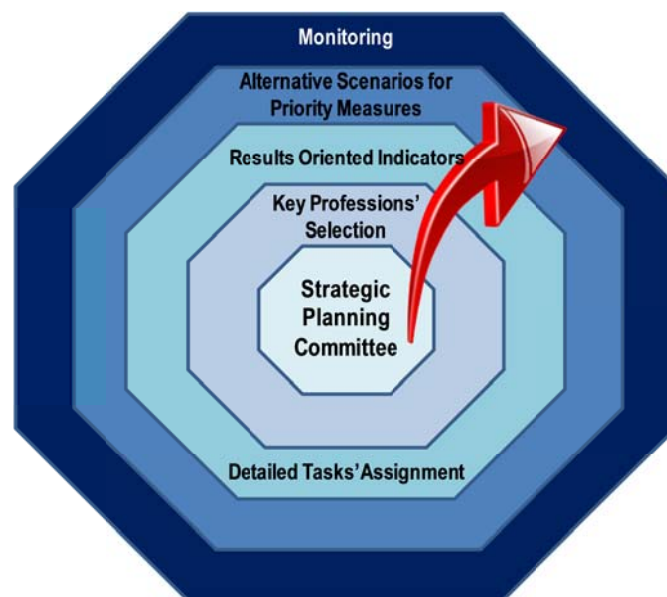 Monitoring
Alternative Scenarios for
Priority Measures
Results Oriented Indicators
Key Professions'
Selection
Strategic
Planning
Committee
Detailed Tasks' Assignment